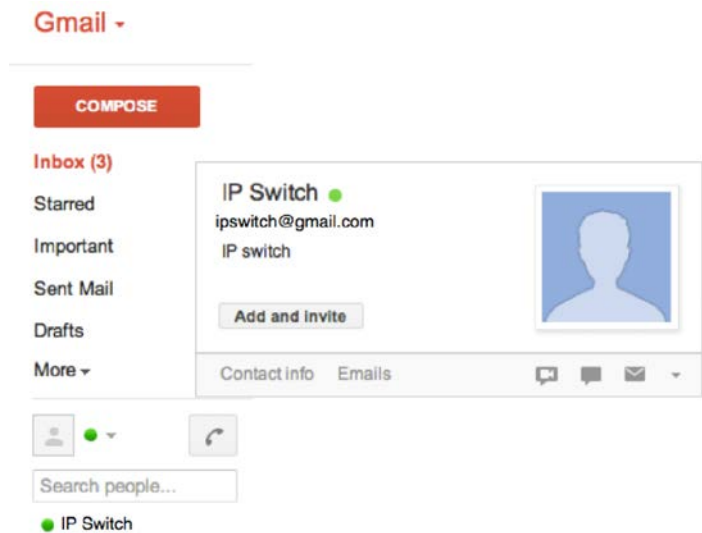 Gmail
COMPOSE
Inbox (3)
Starred
Important
Sent Mail
Drafts
More
IP Switch
ipswitch@gmail.com
IP switch
Add and invite
Contact info Emails
Search people...
IP Switch